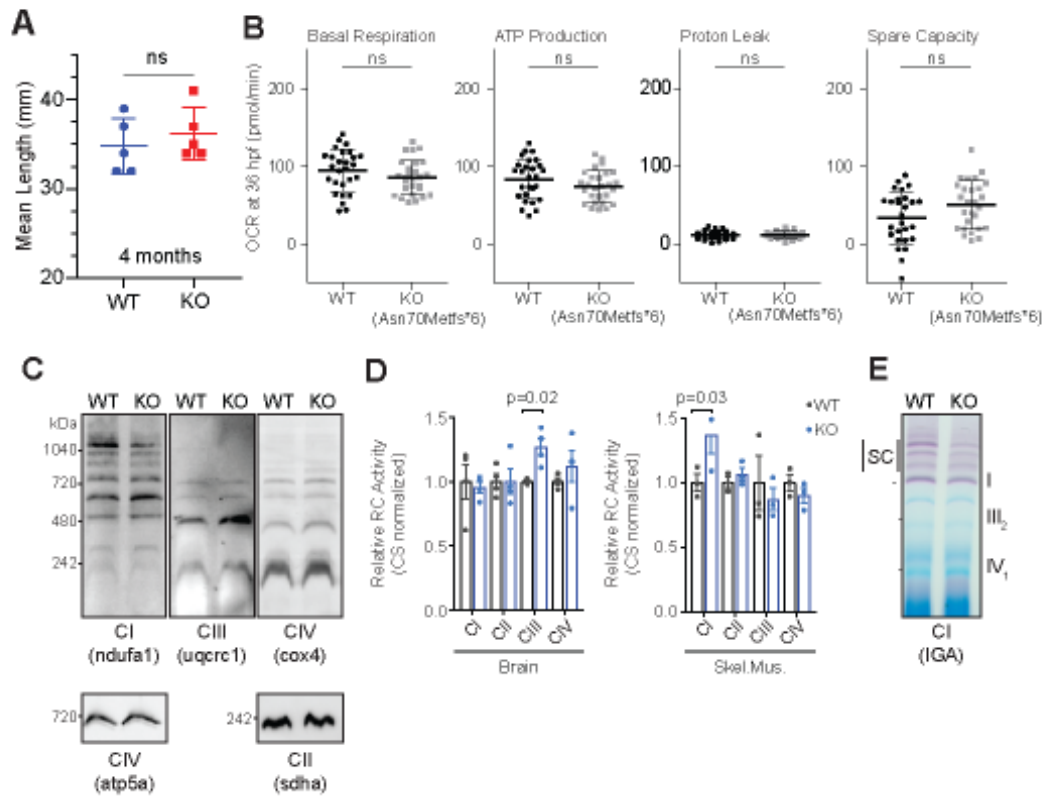 A
Mean Length (mm)
40
30
20
ns
4 months
WT
KO
B
OCR at 36 hpf (pmol/min)
Basal Respiration
ns
200
100
0
WT
KO
(Asn70Metfs*6)
ATP Production
ns
200
100
0
WT
KO
(Asn70Metfs*6)
Proton Leak
ns
200
100
0
WT
KO
(Asn70Metfs*6)
Spare Capacity
ns
200
100
0
WT
KO
(Asn70Metfs*6)
C
WT KO WT KO WT KO
kDa
1040
720
480
242
CI
(ndufa1)
CIII
(uqcrc1)
CIV
(cox4)
720
CIV
(atp5a)
242
CII
(sdha)
D
Relative RC Activity
(CS normalized)
1.5
1.0
0.5
0.0
p=0.02
CI
CII
CIII
CIV
Brain
Relative RC Activity
(CS normalized)
1.5
1.0
0.5
0.0
p=0.03
WT
KO
CI
CII
CIII
CIV
Skel.Mus.
E
WT KO
SC
I
III2
IV1
CI
(IGA)